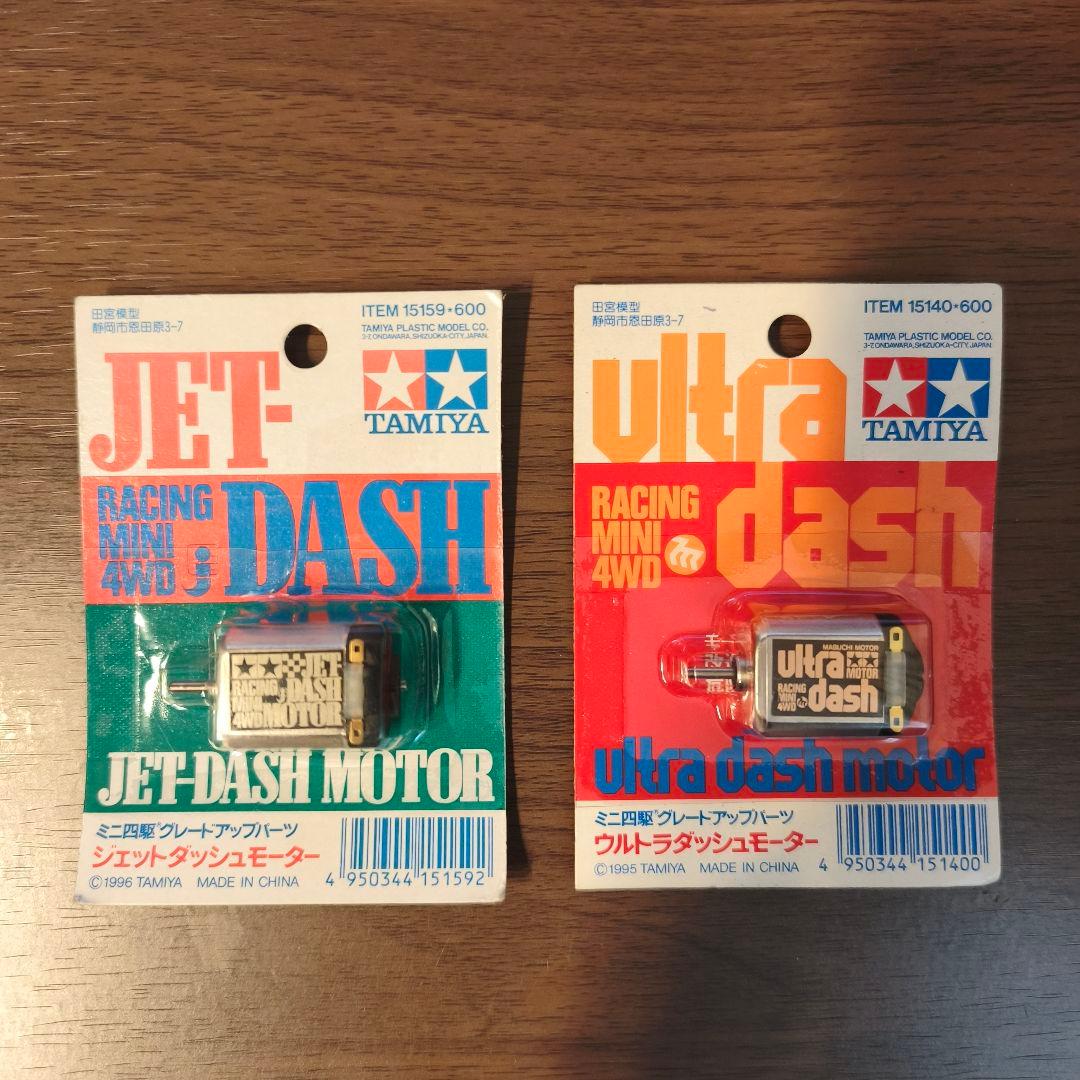 田宮模型
静岡市恩田原3-7
ITEM 15159★600
TAMIYA PLASTIC MODEL CO.
3-7, ONDAWARA, SHIZUOKA-CITY, JAPAN.
JET-
TAMIYA
RACING
MINI
4WD
j
DASH
JET-
RACING
MINI
4WD
j
DASH
MOTOR
JET-DASH MOTOR
ミニ四駆グレードアップパーツ
ジェットダッシュモーター
©1996 TAMIYA MADE IN CHINA
4 950344 151592
田宮模型
静岡市恩田原3-7
ITEM 15140★600
TAMIYA PLASTIC MODEL CO.
3-7, ONDAWARA, SHIZUOKA-CITY, JAPAN.
ultra
TAMIYA
RACING
MINI
4WD
dash
MABUCHI MOTOR
ultra
MOTOR
RACING
MINI
4WD
dash
ultra dash motor
ミニ四駆グレードアップパーツ
ウルトラダッシュモーター
©1995 TAMIYA MADE IN CHINA
4 950344 151400